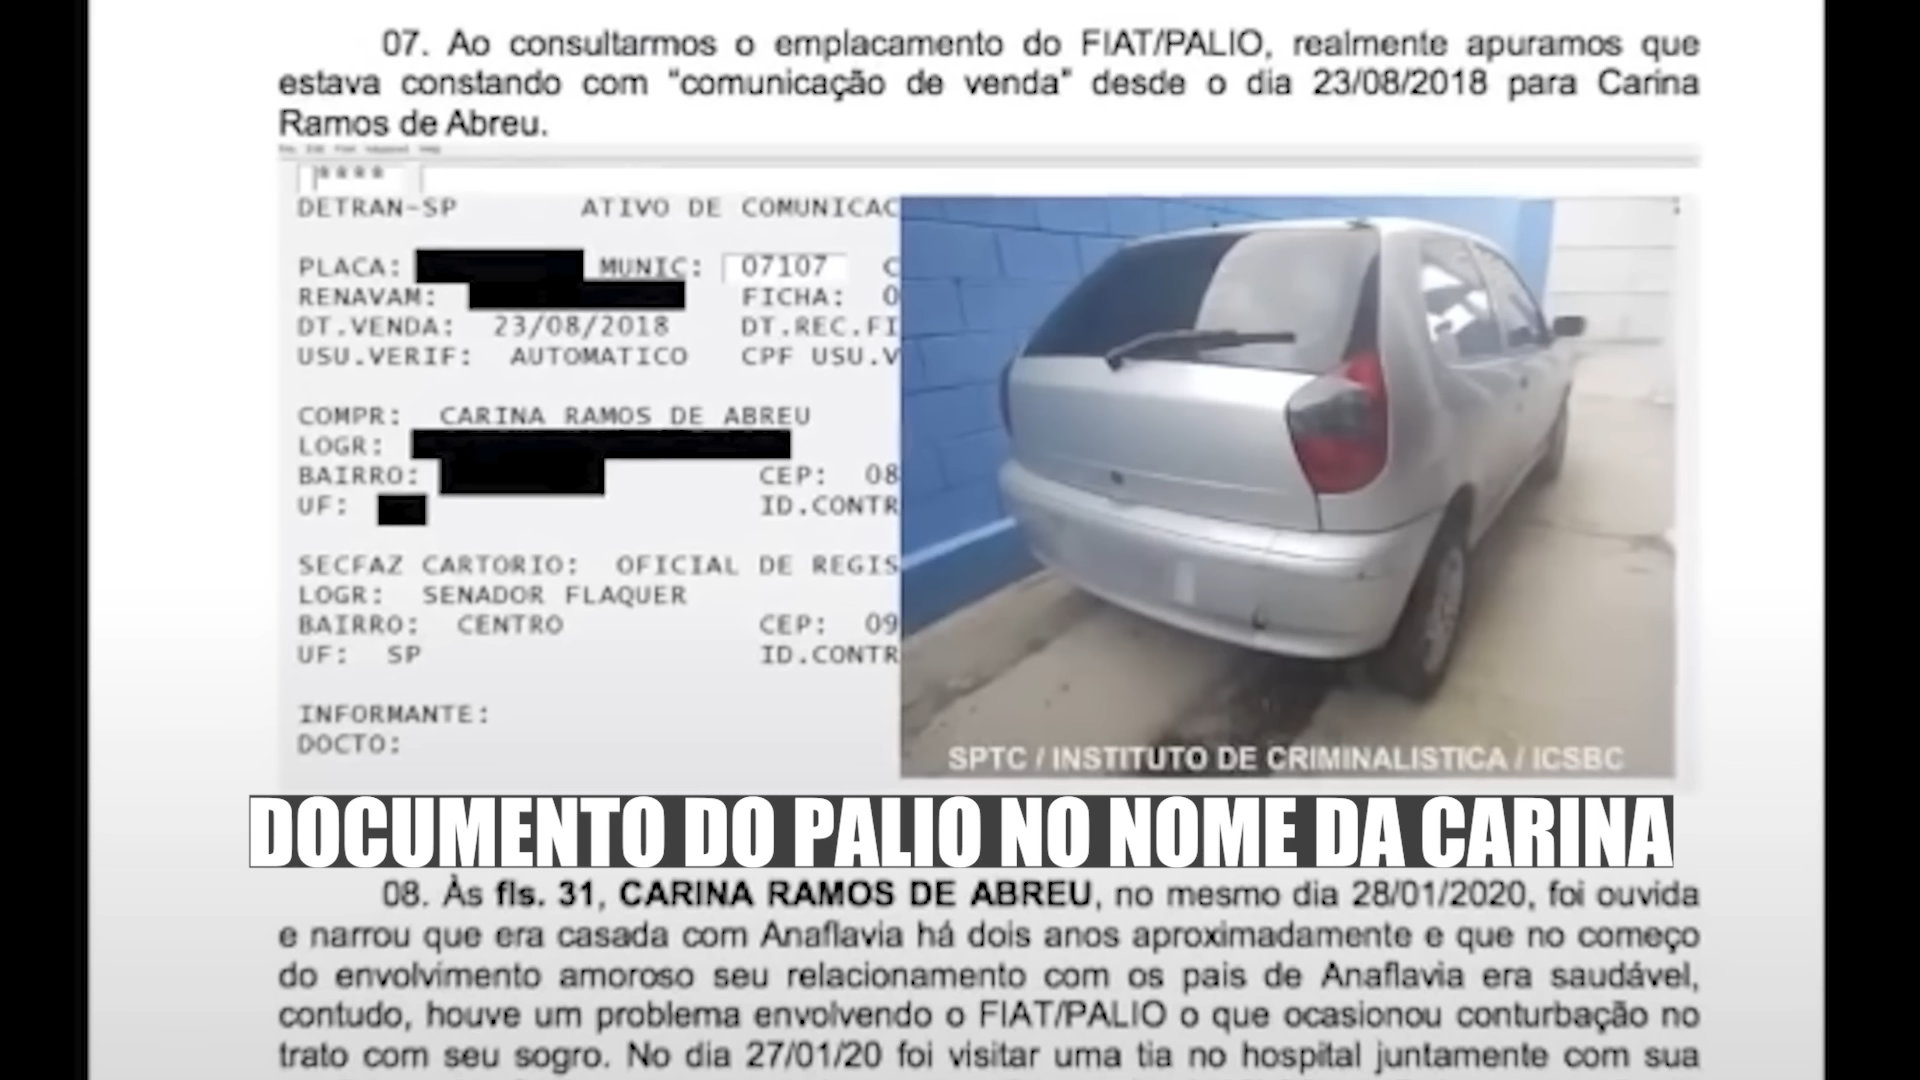 07. Ao consultarmos o emplacamento do FIAT/PALIO, realmente apuramos que
estava constando com "comunicação de venda" desde o dia 23/08/2018 para Carina
Ramos de Abreu.
****
DETRAN-SP ATIVO DE COMUNICAC
PLACA: MUNIC: 07107 C
RENAVAM: FICHA: 0
DT.VENDA: 23/08/2018 DT.REC.FI
USU.VERIF: AUTOMATICO CPF USU.V
COMPR: CARINA RAMOS DE ABREU
LOGR:
BAIRRO: CEP: 08
UF: ID.CONTR
SECFAZ CARTORIO: OFICIAL DE REGIS
LOGR: SENADOR FLAQUER
BAIRRO: CENTRO CEP: 09
UF: SP ID.CONTR
INFORMANTE:
DOCTO:
SPTC / INSTITUTO DE CRIMINALISTICA / ICSBC
DOCUMENTO DO PALIO NO NOME DA CARINA
08. Às fls. 31, CARINA RAMOS DE ABREU, no mesmo dia 28/01/2020, foi ouvida
e narrou que era casada com Anaflavia há dois anos aproximadamente e que no começo
do envolvimento amoroso seu relacionamento com os pais de Anaflavia era saudável,
contudo, houve um problema envolvendo o FIAT/PALIO o que ocasionou conturbação no
trato com seu sogro. No dia 27/01/20 foi visitar uma tia no hospital juntamente com sua